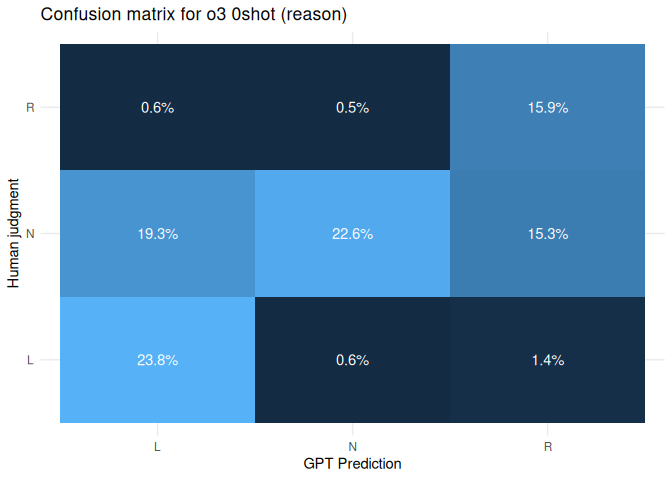 Confusion matrix for o3 0shot (reason)
R
0.6%
0.5%
15.9%
Human judgment
N
19.3%
22.6%
15.3%
L
23.8%
0.6%
1.4%
L
N
R
GPT Prediction